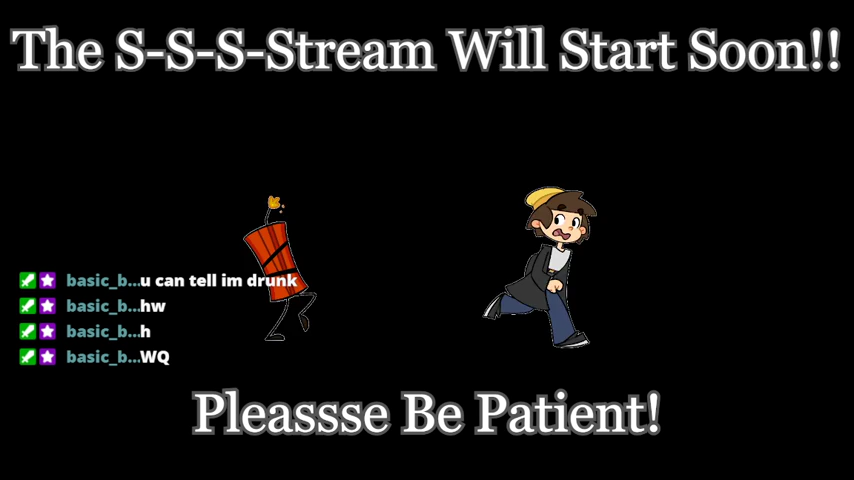 The S-S-S-Stream Will Start Soon!!
basic_b...u can tell im drunk
basic_b...hw
basic_b...h
basic_b...WQ
Pleassse Be Patient!